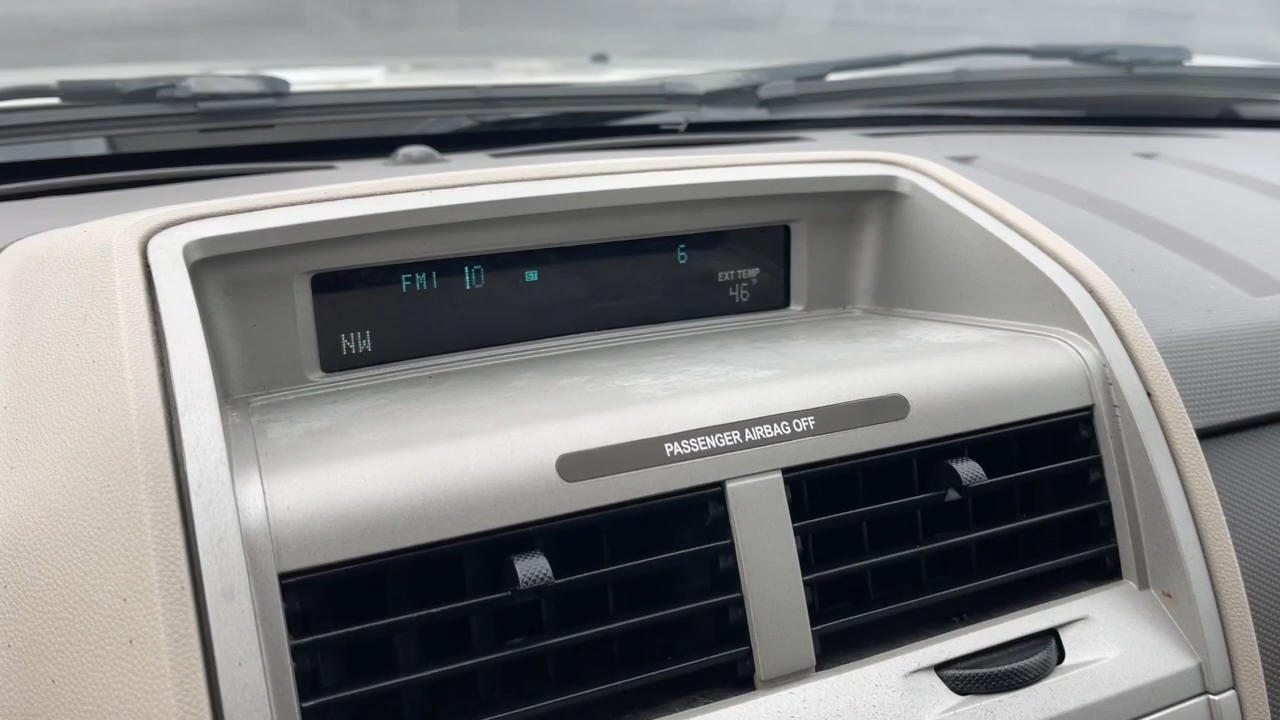 FM1 10 ST 6
EXT TEMP
46°F
NW
PASSENGER AIRBAG OFF